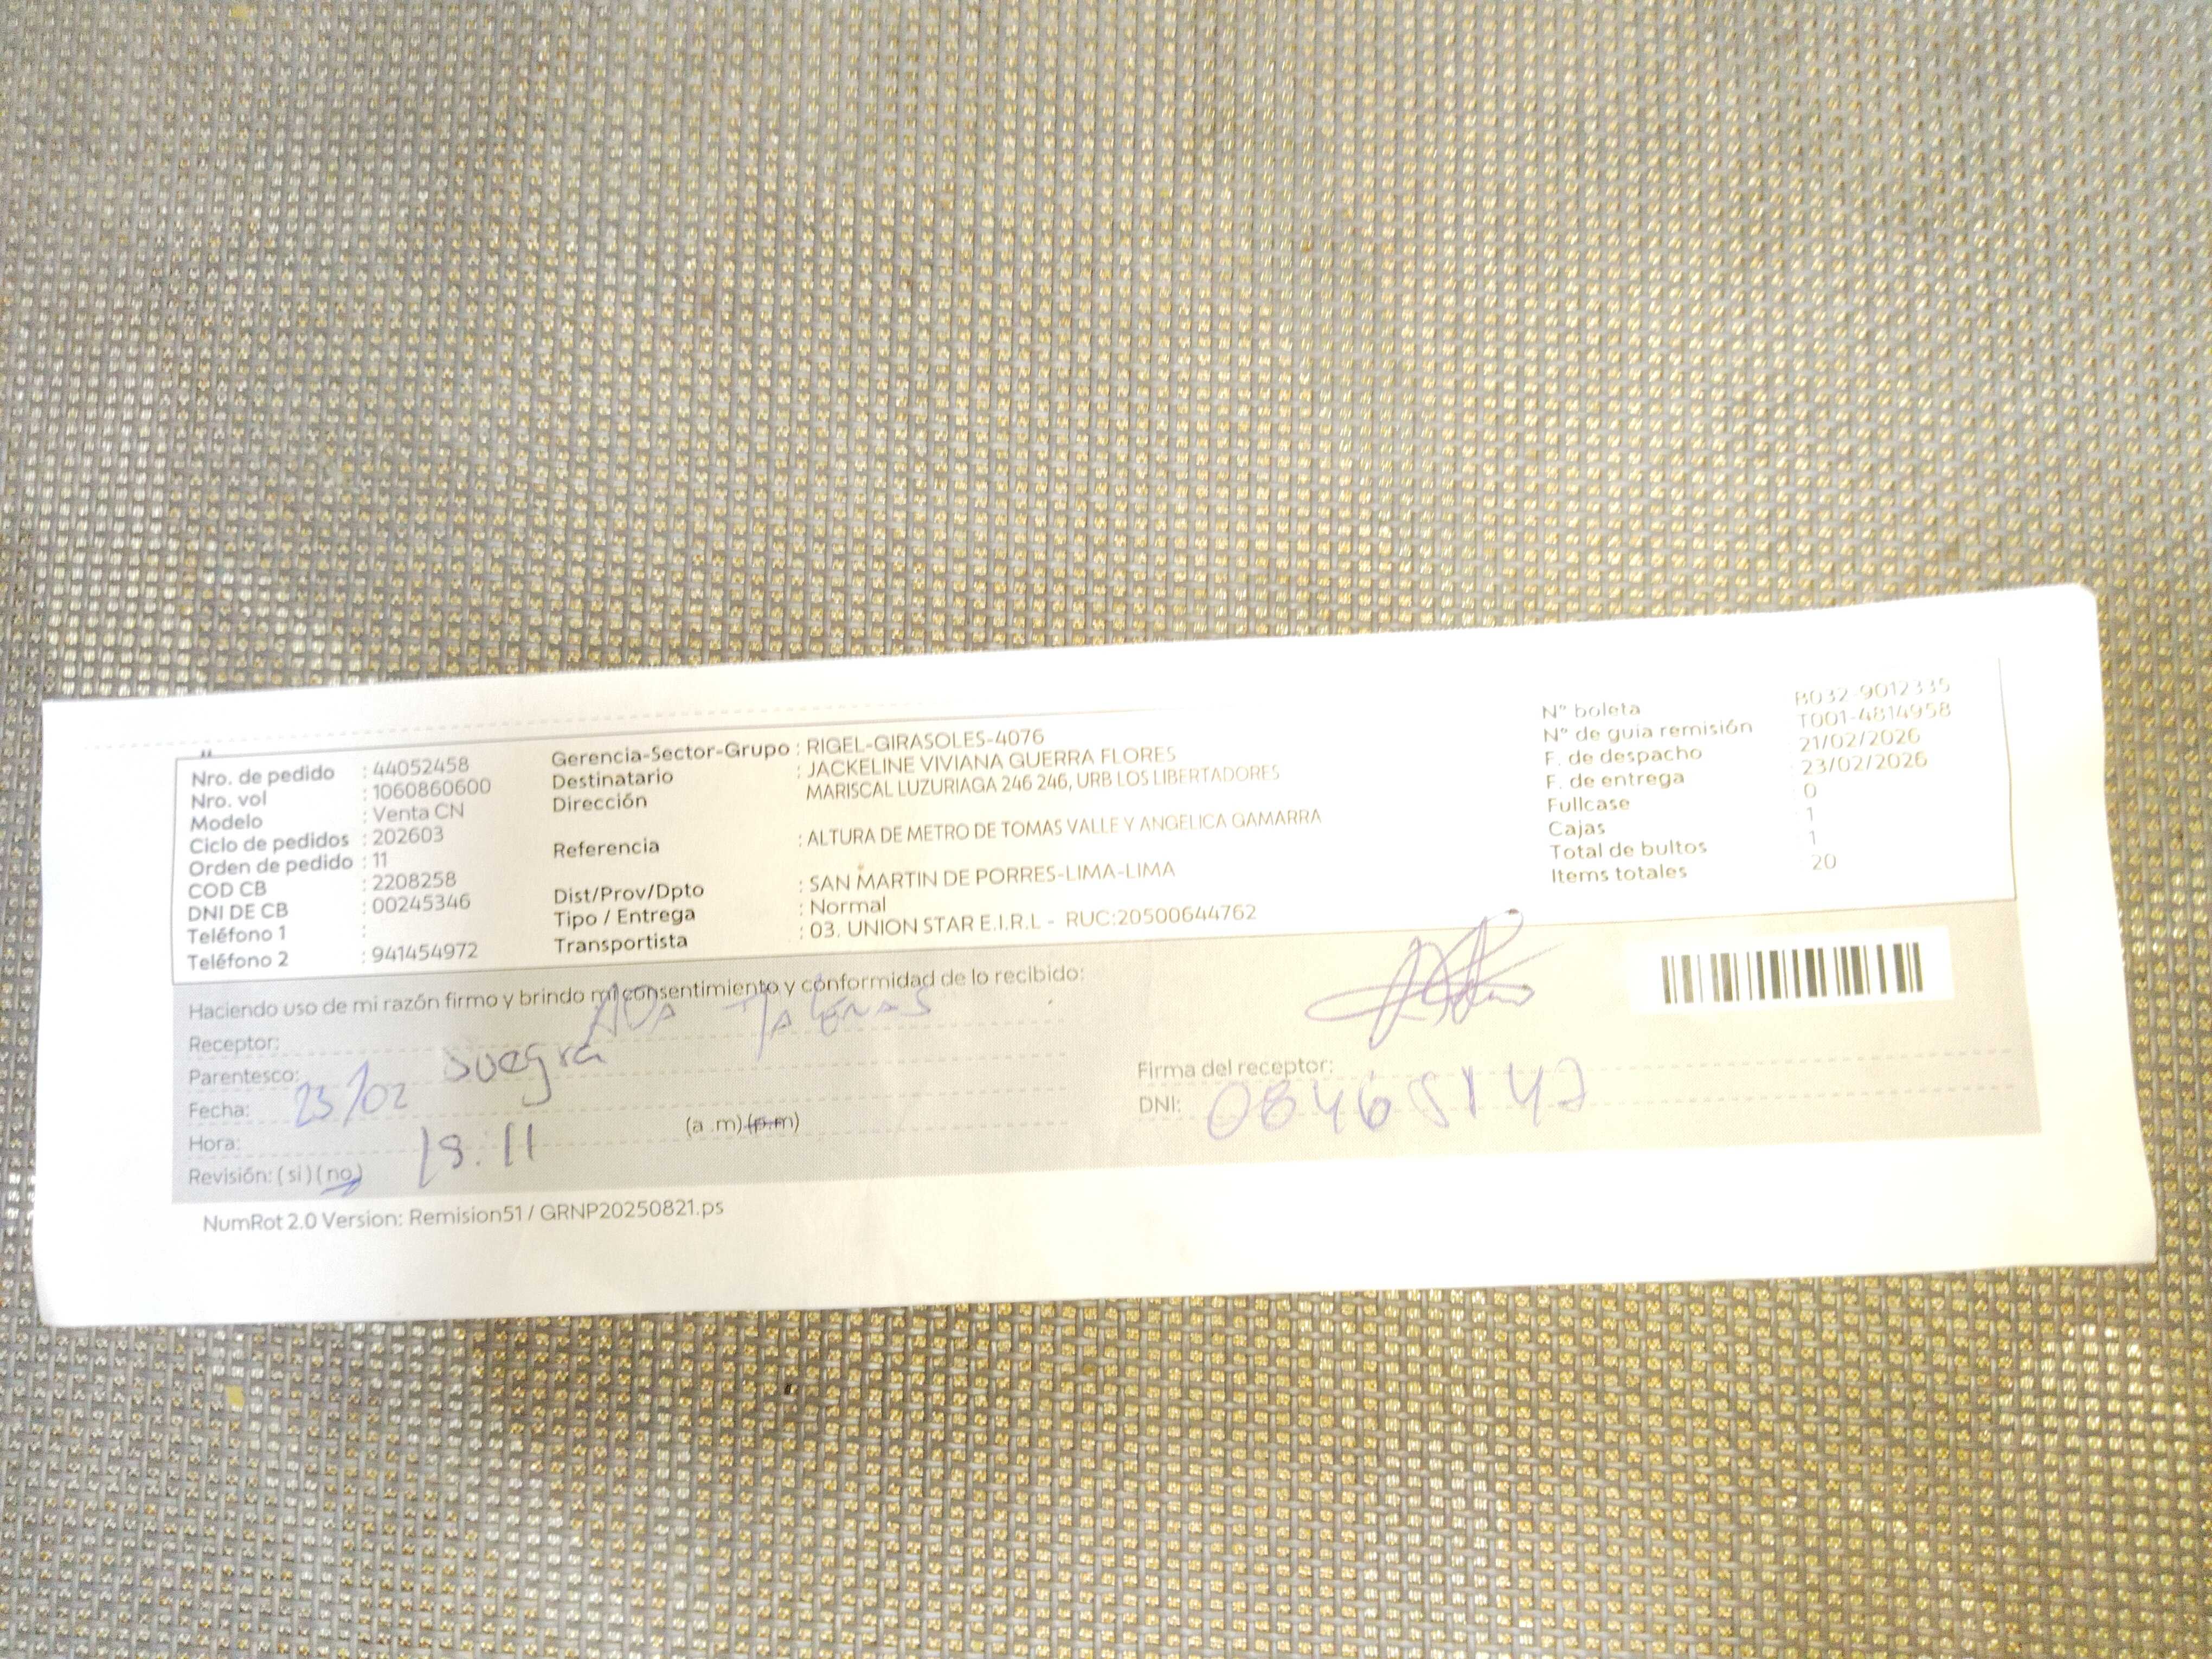 Nro. de pedido : 44052458
Nro. vol : 1060860600
Modelo : Venta CN
Ciclo de pedidos : 202603
Orden de pedido : 11
COD CB : 2208258
DNI DE CB : 00245346
Teléfono 1 :
Teléfono 2 : 941454972
Gerencia-Sector-Grupo : RIGEL-GIRASOLES-4076
Destinatario : JACKELINE VIVIANA GUERRA FLORES
Dirección MARISCAL LUZURIAGA 246 246, URB LOS LIBERTADORES
Referencia : ALTURA DE METRO DE TOMAS VALLE Y ANGELICA GAMARRA
Dist/Prov/Dpto : SAN MARTIN DE PORRES-LIMA-LIMA
Tipo / Entrega : Normal
Transportista : 03. UNION STAR E.I.R.L - RUC:20500644762
N° boleta B032-9012335
N° de guia remisión T001-4814958
F. de despacho 21/02/2026
F. de entrega 23/02/2026
Fullcase 0
Cajas 1
Total de bultos 1
Items totales 20
Haciendo uso de mi razón firmo y brindo mi consentimiento y conformidad de lo recibido:
Receptor:
Parentesco: suegra
Fecha: 23/02
Hora: (a .m) (p.m)
Revisión: ( si ) ( no )
Firma del receptor:
DNI:
NumRot 2.0 Version: Remision51 / GRNP20250821.ps